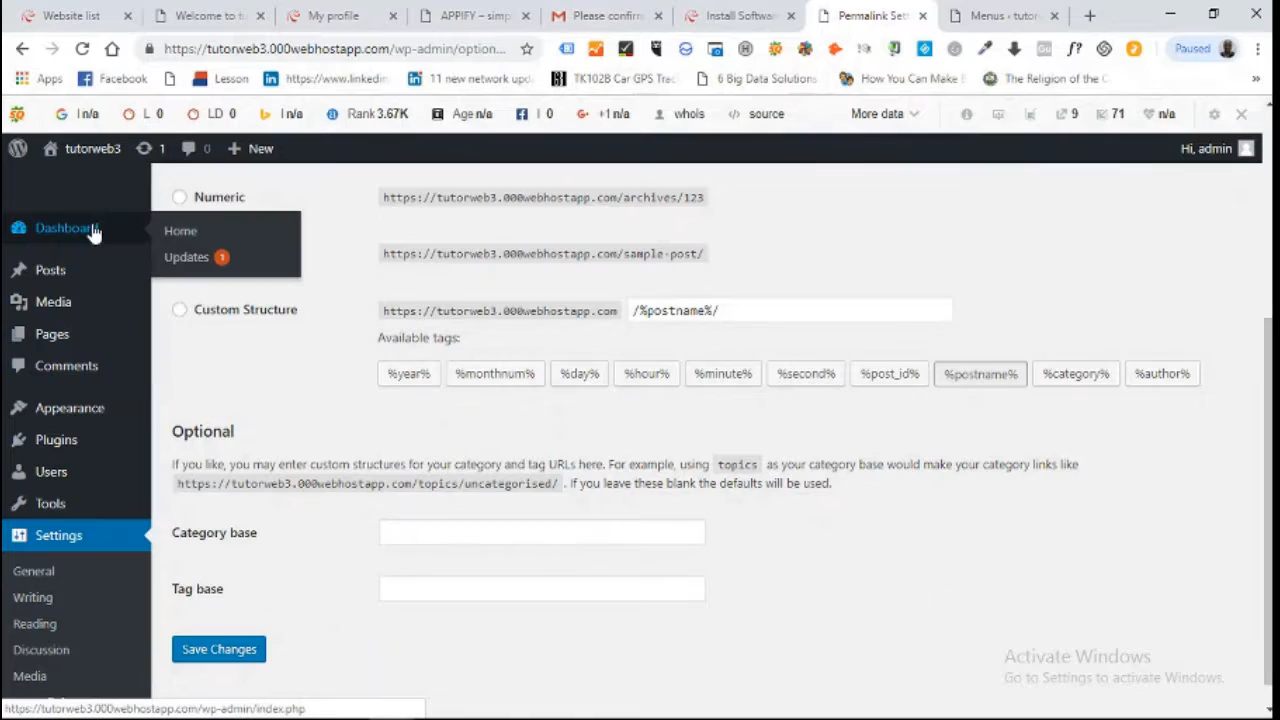 Website list
Welcome to t
My profile
APPIFY – simp
Please confirm
Install Softwar
Permalink Set
Menus ‹ tutor
https://tutorweb3.000webhostapp.com/wp-admin/option...
Paused
Apps
Facebook
Lesson
https://www.linkedin
11 new network upd
TK102B Car GPS Trac
6 Big Data Solutions
How You Can Make
The Religion of the C
I n/a
L 0
LD 0
I n/a
Rank 3.67K
Age n/a
I 0
+1 n/a
whois
source
More data
9
71
n/a
tutorweb3
1
0
New
Hi, admin
Numeric
https://tutorweb3.000webhostapp.com/archives/123
Dashboard
Home
Updates 1
https://tutorweb3.000webhostapp.com/sample-post/
Posts
Media
Pages
Comments
Appearance
Plugins
Users
Tools
Settings
General
Writing
Reading
Discussion
Media
Custom Structure
https://tutorweb3.000webhostapp.com
/%postname%/
Available tags:
%year%
%monthnum%
%day%
%hour%
%minute%
%second%
%post_id%
%postname%
%category%
%author%
Optional
If you like, you may enter custom structures for your category and tag URLs here. For example, using topics as your category base would make your category links like
https://tutorweb3.000webhostapp.com/topics/uncategorised/ . If you leave these blank the defaults will be used.
Category base
Tag base
Save Changes
Activate Windows
Go to Settings to activate Windows.
https://tutorweb3.000webhostapp.com/wp-admin/index.php